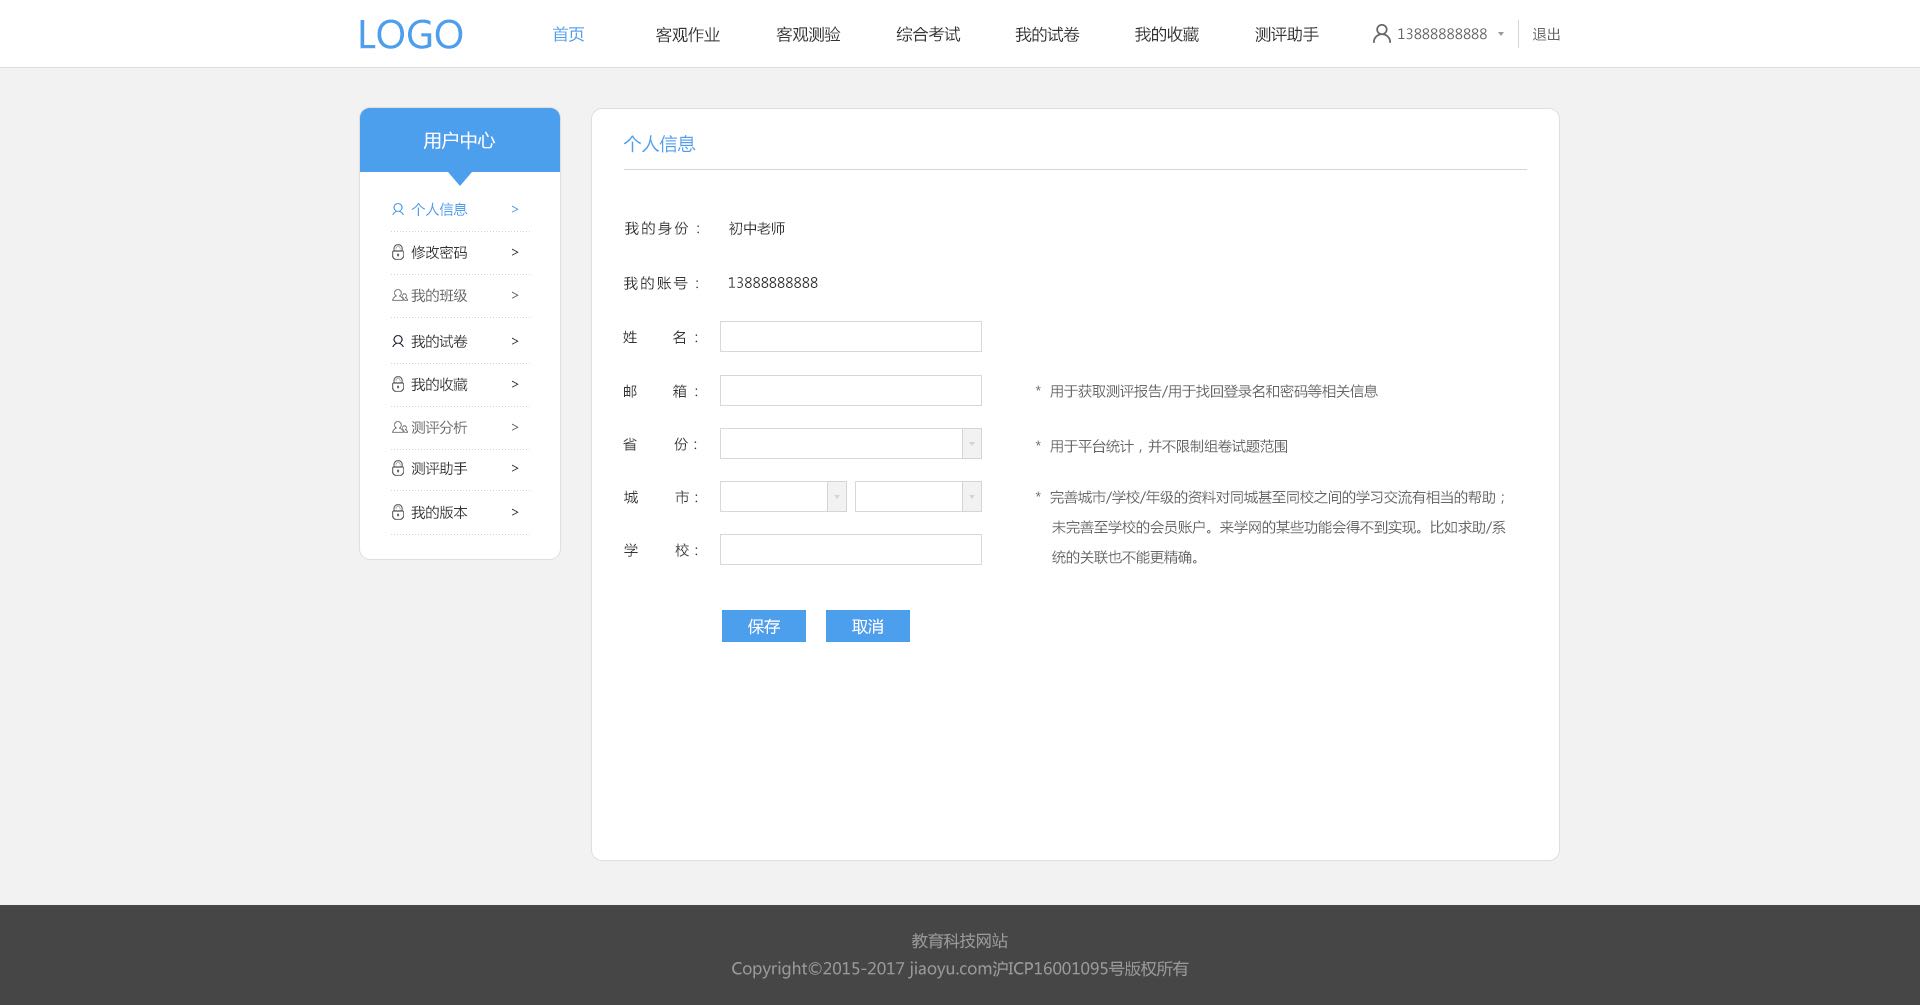 LOGO 首页 客观作业 客观测验 综合考试 我的试卷 我的收藏 测评助手 13888888888 退出
用户中心
个人信息 >
修改密码 >
我的班级 >
我的试卷 >
我的收藏 >
测评分析 >
测评助手 >
我的版本 >
个人信息
我的身份： 初中老师
我的账号： 13888888888
姓 名：
邮 箱： * 用于获取测评报告/用于找回登录名和密码等相关信息
省 份： * 用于平台统计，并不限制组卷试题范围
城 市： * 完善城市/学校/年级的资料对同城甚至同校之间的学习交流有相当的帮助；
未完善至学校的会员账户。来学网的某些功能会得不到实现。比如求助/系
统的关联也不能更精确。
学 校：
保存 取消
教育科技网站
Copyright©2015-2017 jiaoyu.com沪ICP16001095号版权所有